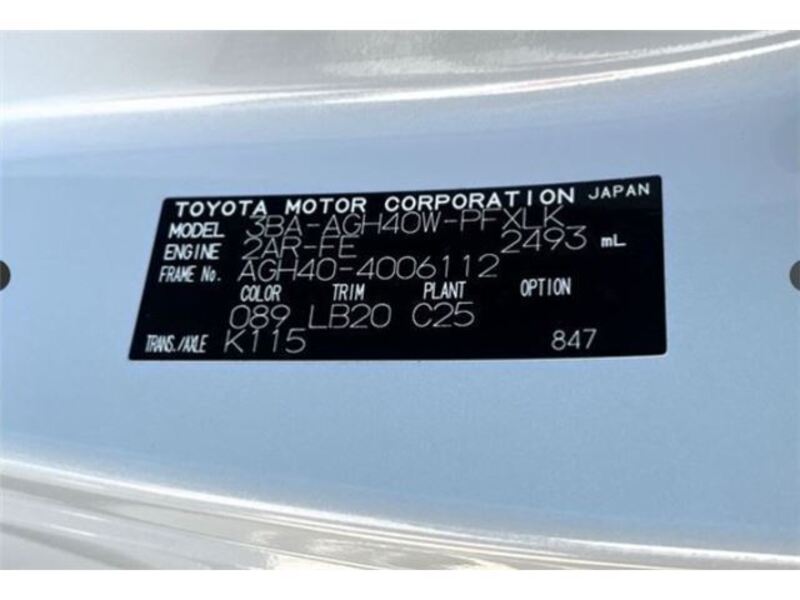 TOYOTA MOTOR CORPORATION JAPAN
MODEL 3BA-AGH40W-PFXLK
ENGINE 2AR-FE 2493 mL
FRAME No. AGH40-4006112
COLOR TRIM PLANT OPTION
089 LB20 C25
TRANS./AXLE K115 847